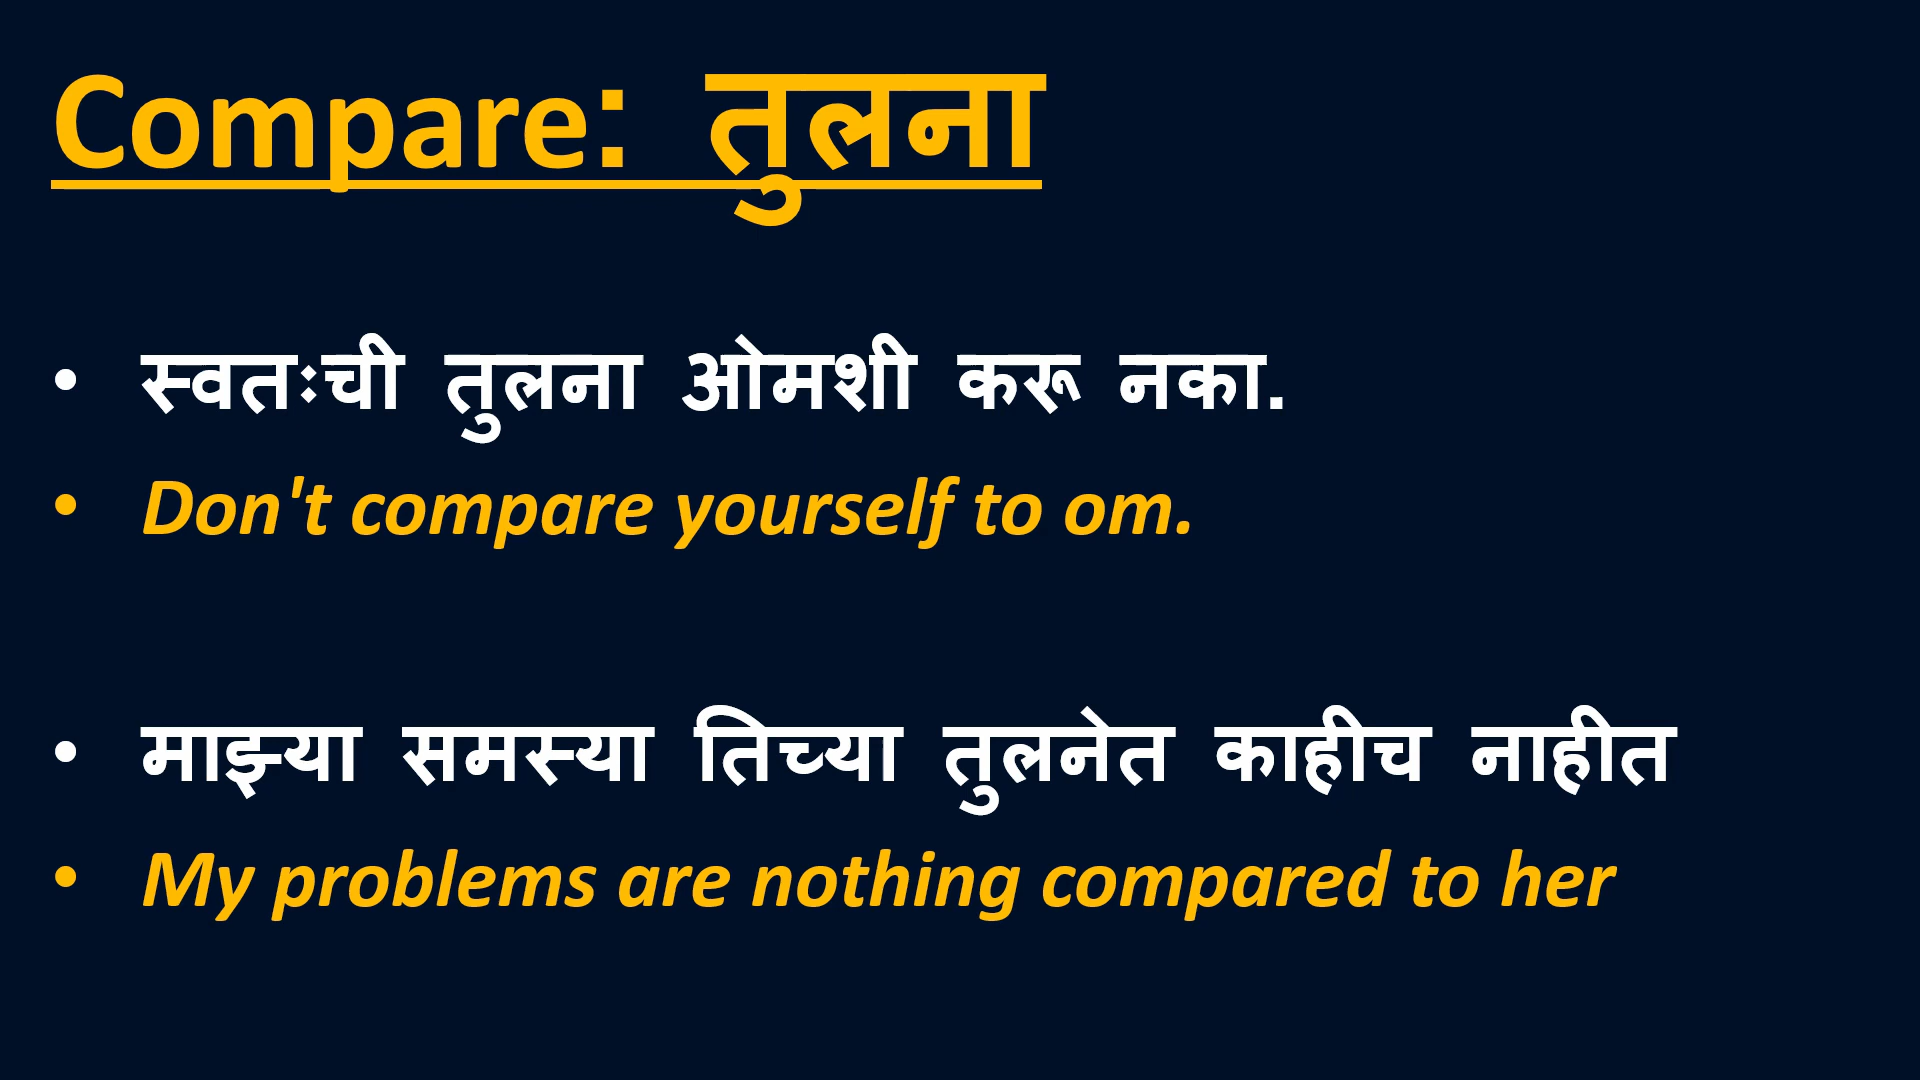 Compare: तुलना
• स्वतःची तुलना ओमशी करू नका.
• Don't compare yourself to om.
• माझ्या समस्या तिच्या तुलनेत काहीच नाहीत
• My problems are nothing compared to her